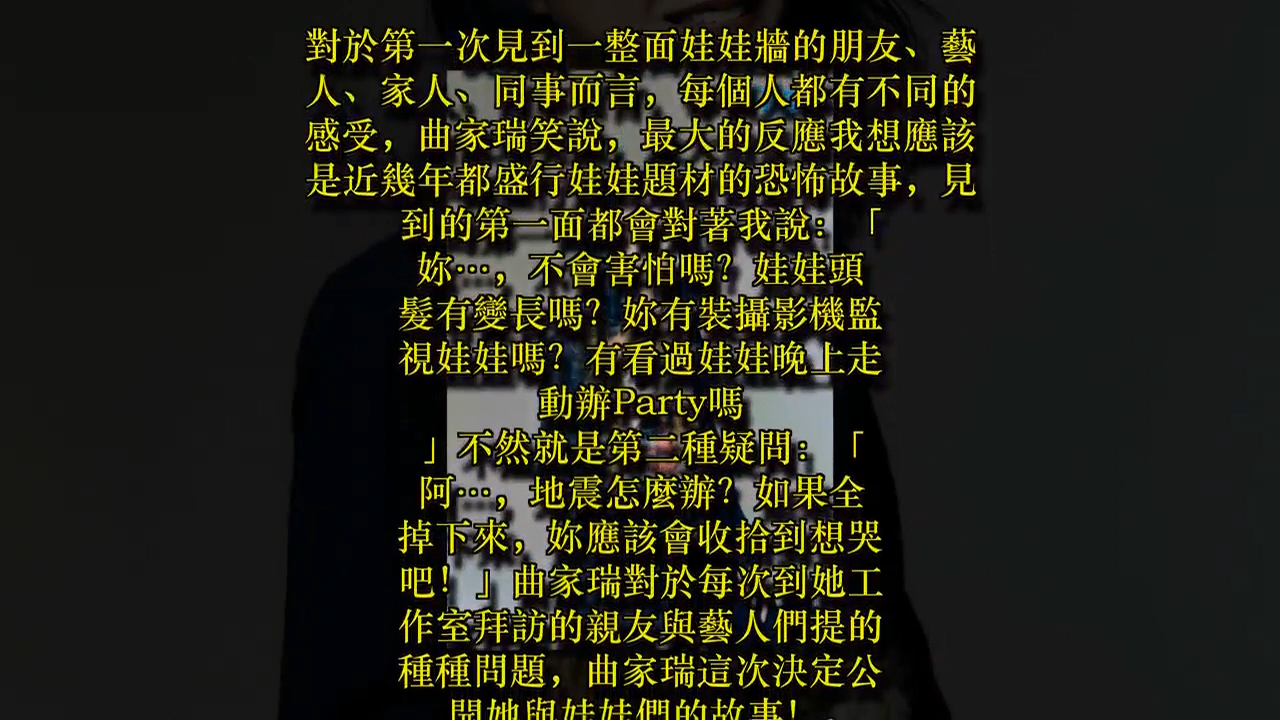 對於第一次見到一整面娃娃牆的朋友、藝
人、家人、同事而言，每個人都有不同的
感受，曲家瑞笑說，最大的反應我想應該
是近幾年都盛行娃娃題材的恐怖故事，見
到的第一面都會對著我說：「
妳…，不會害怕嗎？娃娃頭
髮有變長嗎？妳有裝攝影機監
視娃娃嗎？有看過娃娃晚上走
動辦Party嗎
」不然就是第二種疑問：「
阿…，地震怎麼辦？如果全
掉下來，妳應該會收拾到想哭
吧！」曲家瑞對於每次到她工
作室拜訪的親友與藝人們提的
種種問題，曲家瑞這次決定公
開她與娃娃們的故事！。